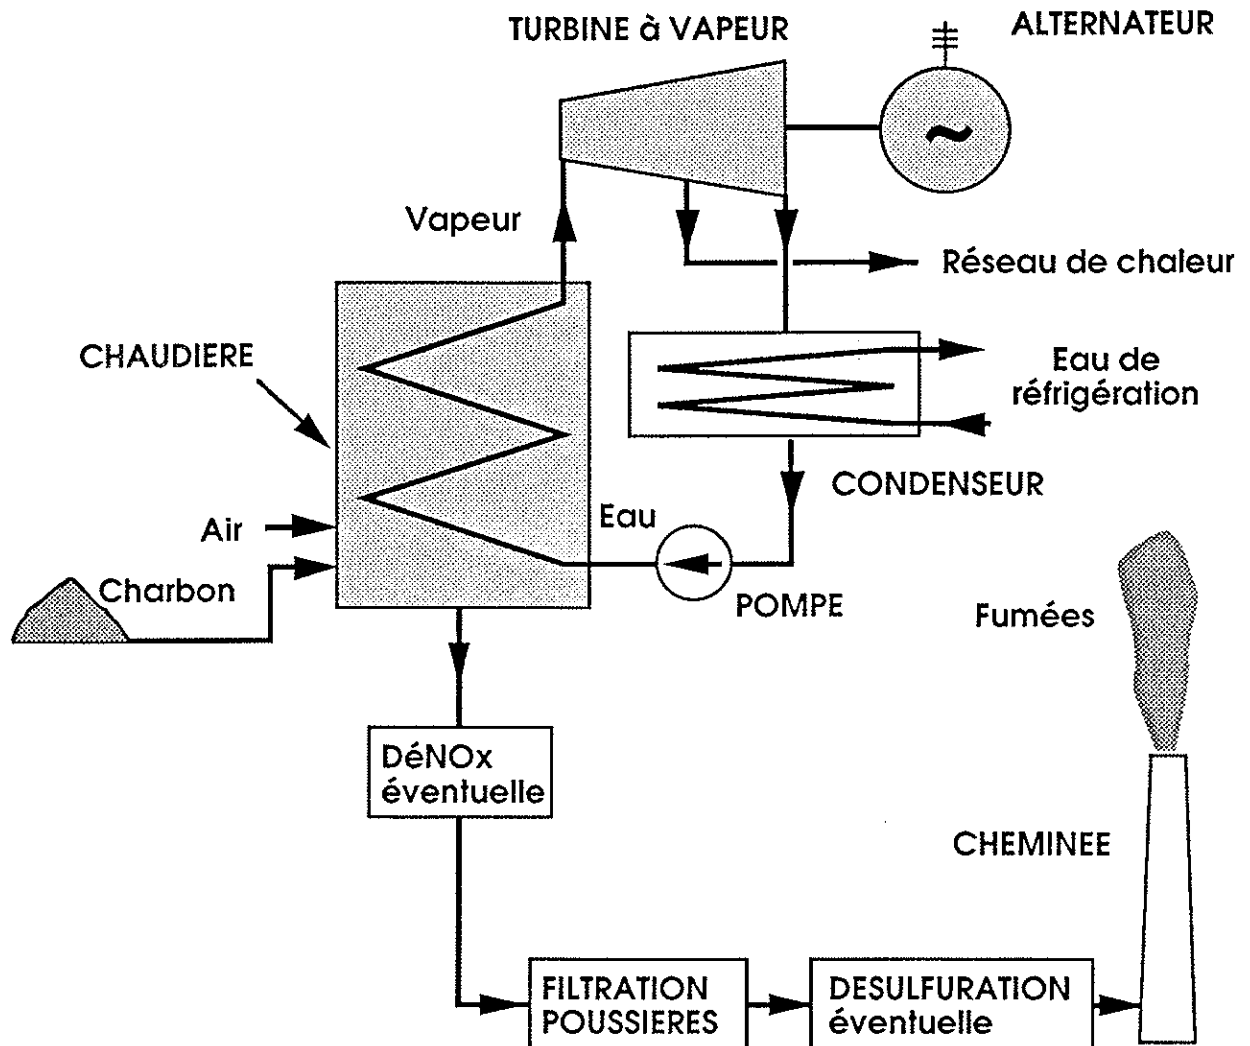 TURBINE à VAPEUR
ALTERNATEUR
~
Vapeur
Réseau de chaleur
CHAUDIERE
Eau de
réfrigération
CONDENSEUR
Air
Eau
Charbon
POMPE
Fumées
DéNOx
éventuelle
CHEMINEE
FILTRATION
POUSSIERES
DESULFURATION
éventuelle